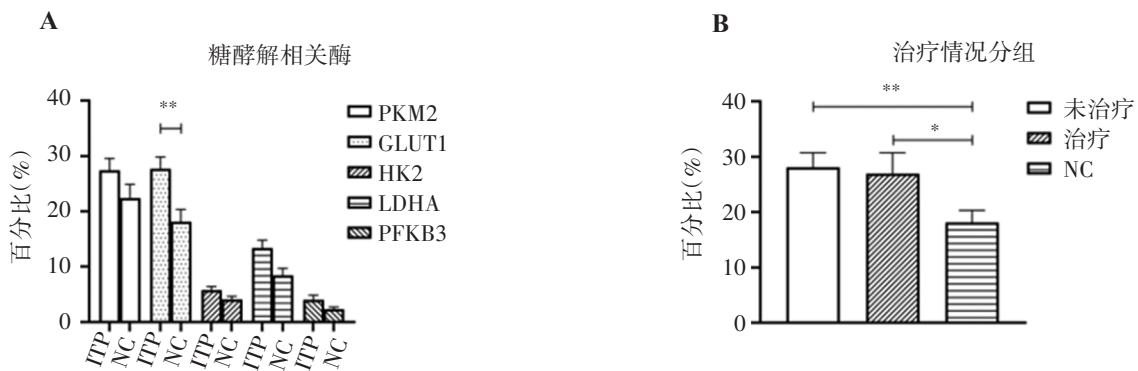 A
糖酵解相关酶
百分比(%)
40
30
20
10
0
**
PKM2
GLUT1
HK2
LDHA
PFKB3
ITP NC ITP NC ITP NC ITP NC ITP NC
B
治疗情况分组
百分比(%)
40
30
20
10
0
**
*
未治疗
治疗
NC